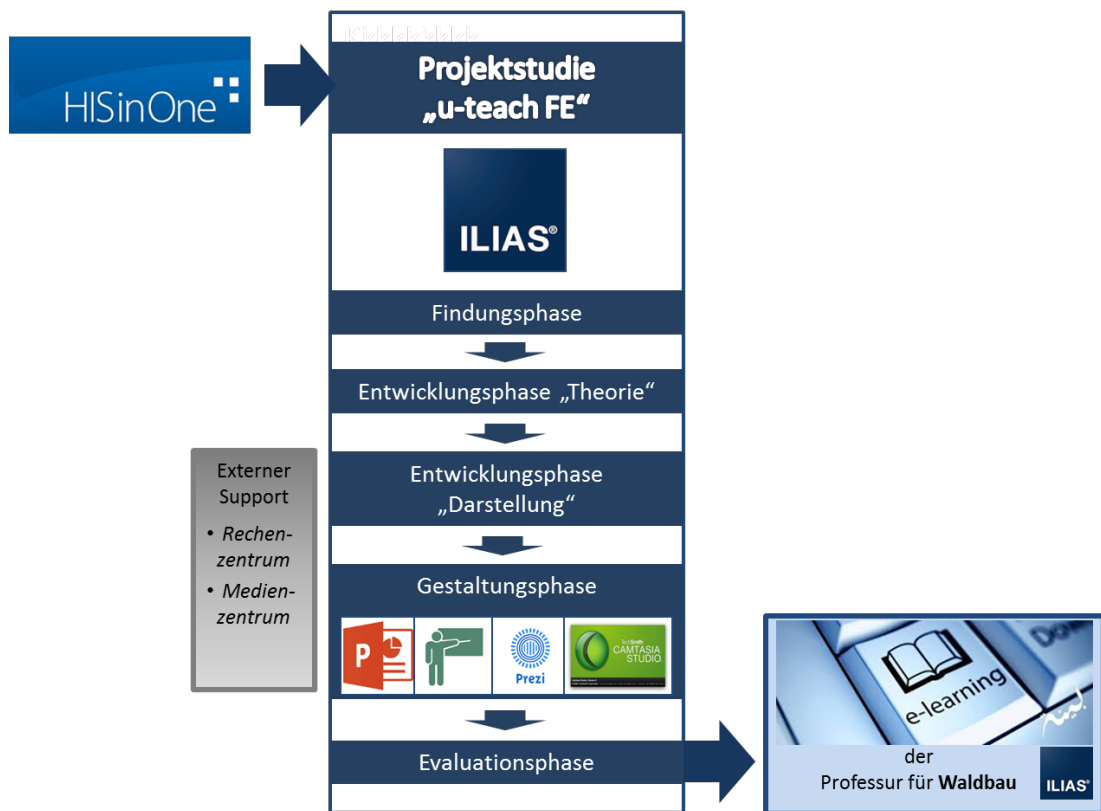 HISinOne
Projektstudie
„u-teach FE“
ILIAS®
Findungsphase
Entwicklungsphase „Theorie“
Entwicklungsphase
„Darstellung“
Externer
Support
• Rechen-
zentrum
• Medien-
zentrum
Gestaltungsphase
P
Prezi
TechSmith
CAMTASIA
STUDIO
Evaluationsphase
e-learning
der
Professur für Waldbau
ILIAS®